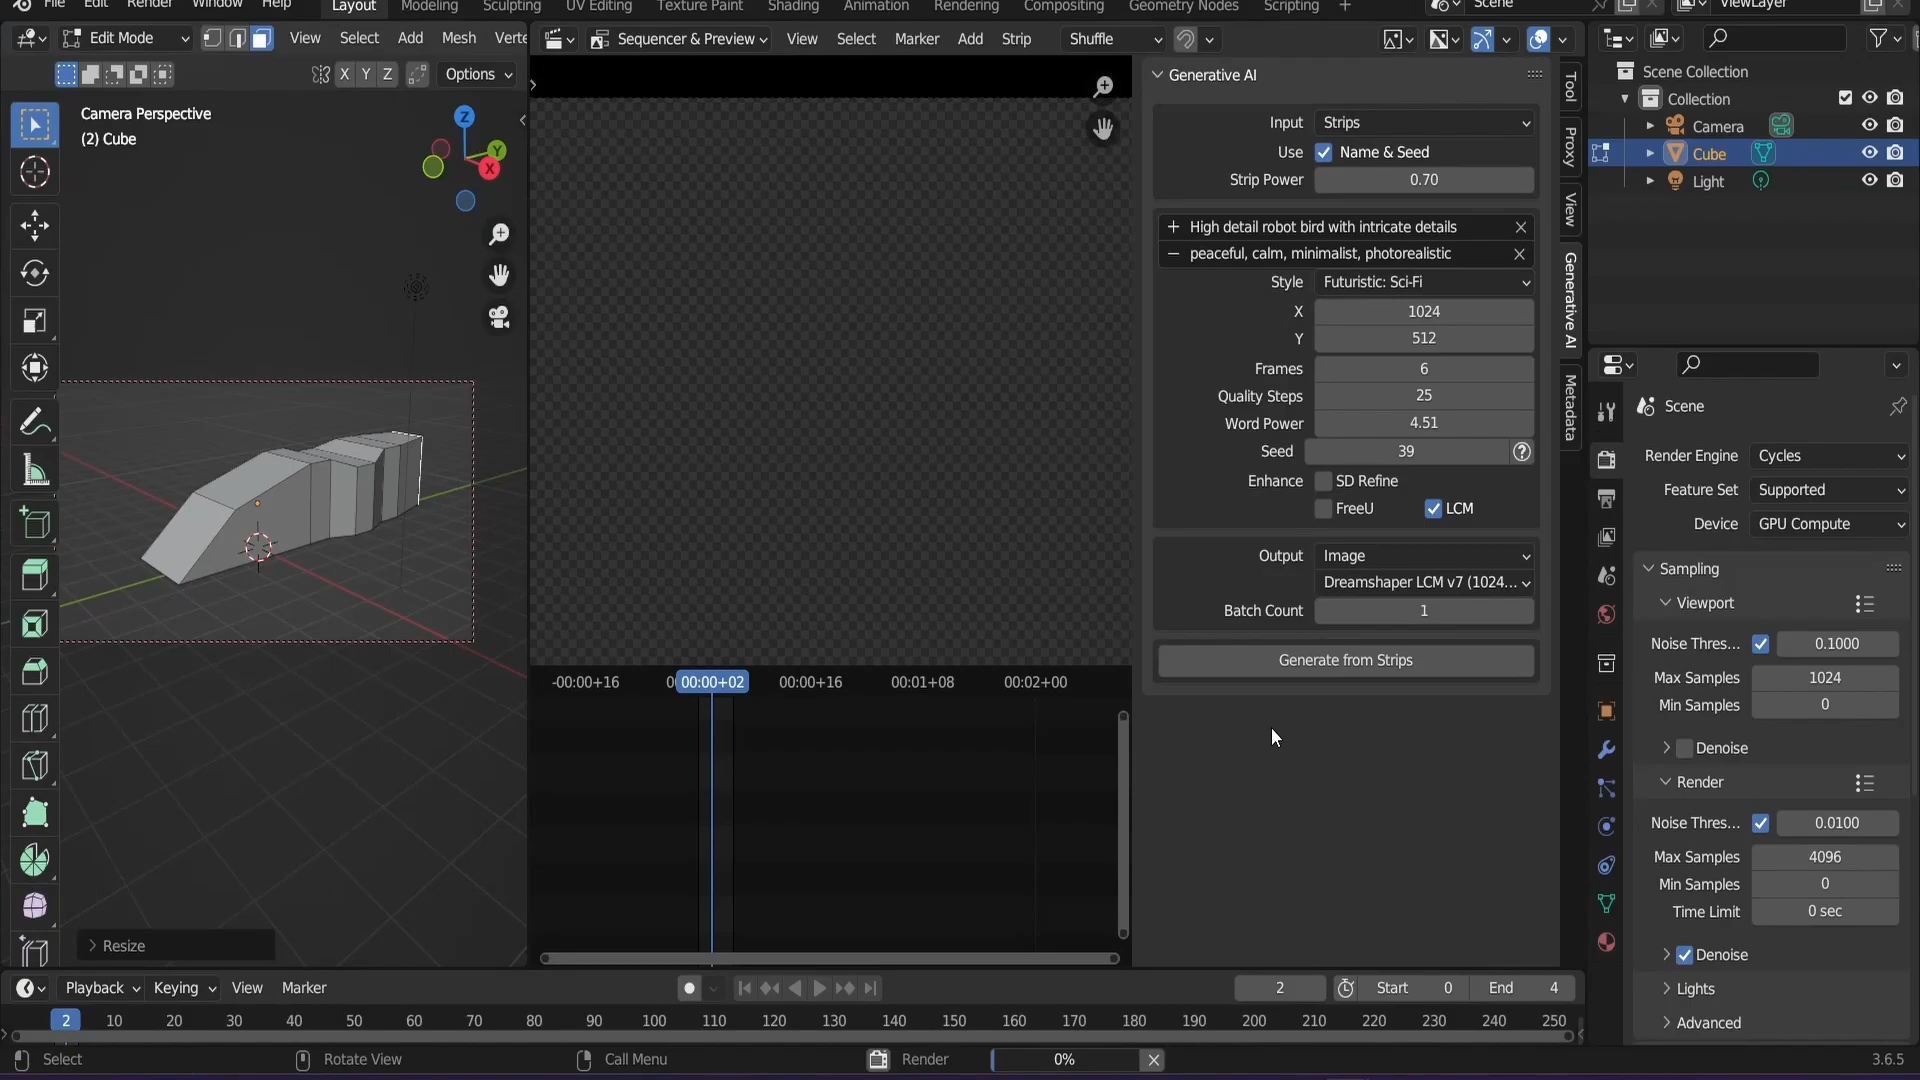 File Edit Render Window Help Layout Modeling Sculpting UV Editing Texture Paint Shading Animation Rendering Compositing Geometry Nodes Scripting + Scene ViewLayer
Edit Mode View Select Add Mesh Verte
X Y Z Options
Camera Perspective
(2) Cube
Z
Y
X
Resize
Sequencer & Preview View Select Marker Add Strip Shuffle
-00:00+16 00:00+02 00:00+16 00:01+08 00:02+00
Generative AI
Input Strips
Use Name & Seed
Strip Power 0.70
High detail robot bird with intricate details
peaceful, calm, minimalist, photorealistic
Style Futuristic: Sci-Fi
X 1024
Y 512
Frames 6
Quality Steps 25
Word Power 4.51
Seed 39
Enhance SD Refine
FreeU LCM
Output Image
Dreamshaper LCM v7 (1024...
Batch Count 1
Generate from Strips
Tool
Proxy
View
Generative AI
Metadata
Scene Collection
Collection
Camera
Cube
Light
Scene
Render Engine Cycles
Feature Set Supported
Device GPU Compute
Sampling
Viewport
Noise Thres... 0.1000
Max Samples 1024
Min Samples 0
Denoise
Render
Noise Thres... 0.0100
Max Samples 4096
Min Samples 0
Time Limit 0 sec
Denoise
Lights
Advanced
Playback Keying View Marker 2 Start 0 End 4
2 10 20 30 40 50 60 70 80 90 100 110 120 130 140 150 160 170 180 190 200 210 220 230 240 250
Select Rotate View Call Menu Render 0% 3.6.5